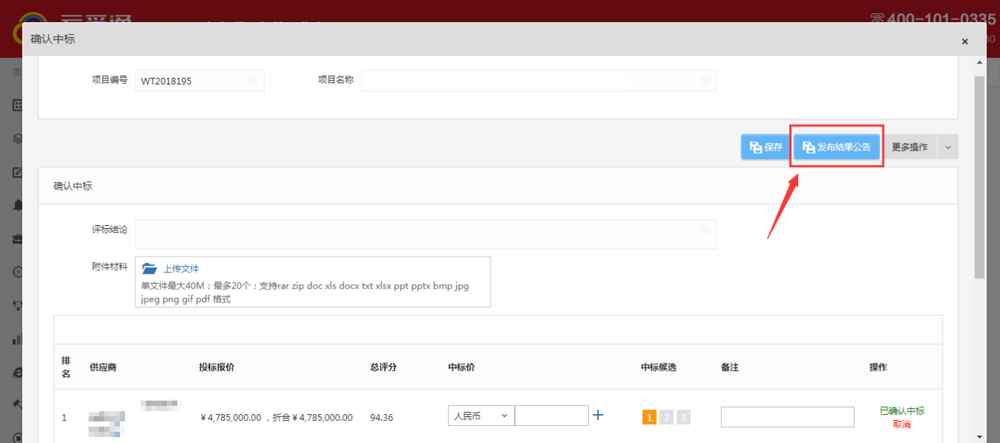 400-101-0335
确认中标
×
项目编号 WT2018195 项目名称
保存 发布结果公告 更多操作
确认中标
评标结论
附件材料 上传文件
单文件最大40M；最多20个；支持rar zip doc xls docx txt xlsx ppt pptx bmp jpg
jpeg png gif pdf 格式
排名 供应商 投标报价 总评分 中标价 中标候选 备注 操作
1 ￥4,785,000.00 ，折合￥4,785,000.00 94.36 人民币 + 1 2 3 已确认中标
取消